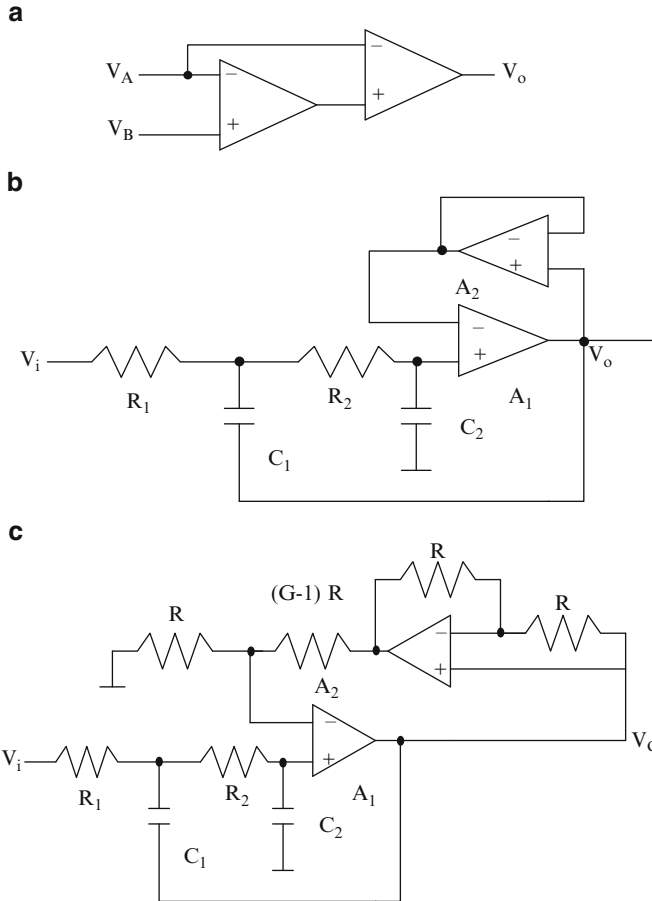 a
V_A
−
−
V_o
V_B
+
+
b
−
+
A_2
V_i
−
+
V_o
R_1
R_2
A_1
C_1
C_2
c
R
(G-1) R
R
R
−
+
A_2
V_i
−
+
V_o
R_1
R_2
A_1
C_2
C_1